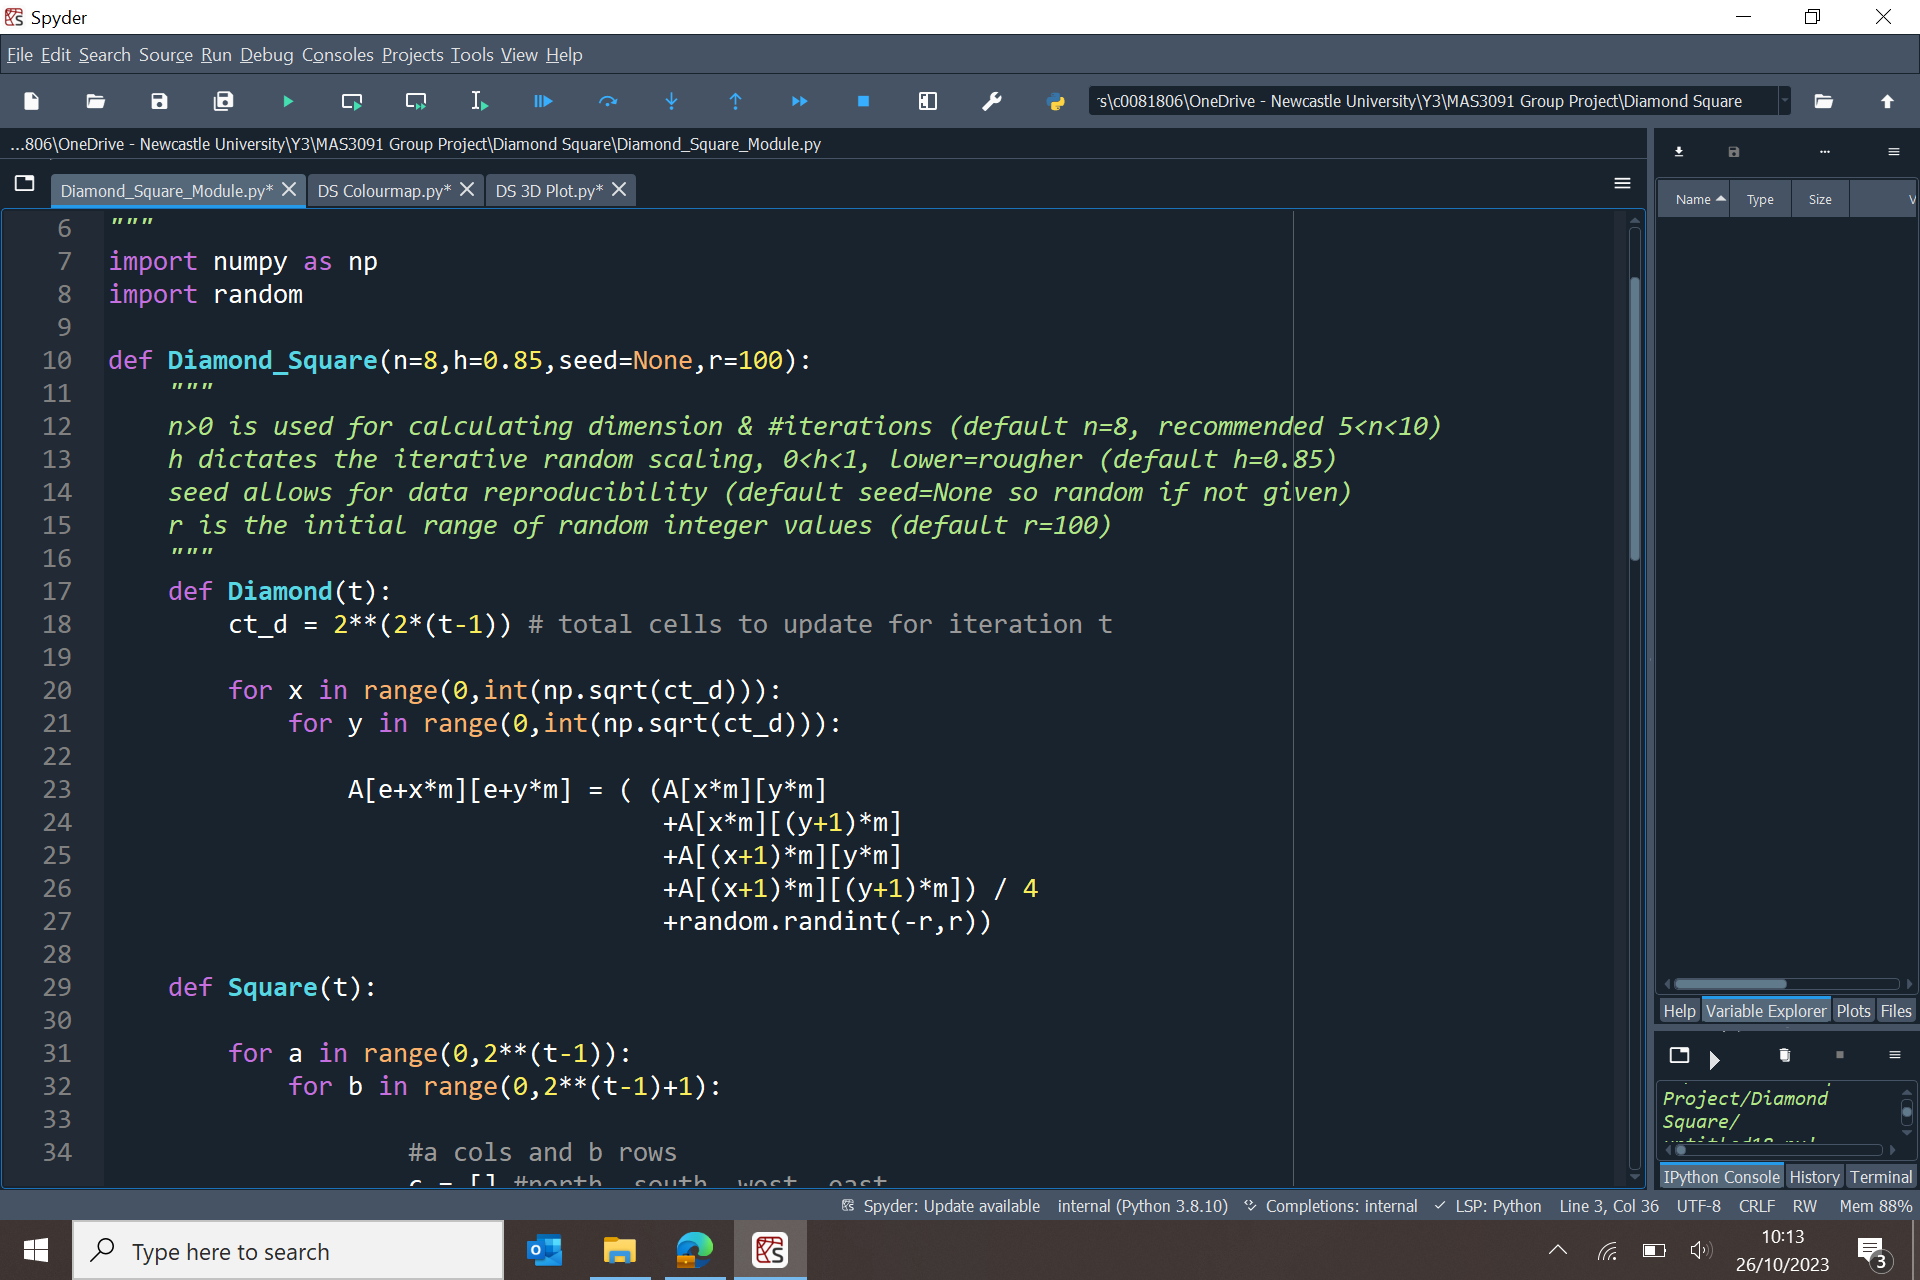 Spyder
File Edit Search Source Run Debug Consoles Projects Tools View Help
's\c0081806\OneDrive - Newcastle University\Y3\MAS3091 Group Project\Diamond Square
...806\OneDrive - Newcastle University\Y3\MAS3091 Group Project\Diamond Square\Diamond_Square_Module.py
Diamond_Square_Module.py* DS Colourmap.py* DS 3D Plot.py*
Name Type Size
6 """
7 import numpy as np
8 import random
9
10 def Diamond_Square(n=8,h=0.85,seed=None,r=100):
11 """
12 n>0 is used for calculating dimension & #iterations (default n=8, recommended 5<n<10)
13 h dictates the iterative random scaling, 0<h<1, lower=rougher (default h=0.85)
14 seed allows for data reproducibility (default seed=None so random if not given)
15 r is the initial range of random integer values (default r=100)
16 """
17 def Diamond(t):
18 ct_d = 2**(2*(t-1)) # total cells to update for iteration t
19
20 for x in range(0,int(np.sqrt(ct_d))):
21 for y in range(0,int(np.sqrt(ct_d))):
22
23 A[e+x*m][e+y*m] = ( (A[x*m][y*m]
24 +A[x*m][(y+1)*m]
25 +A[(x+1)*m][y*m]
26 +A[(x+1)*m][(y+1)*m]) / 4
27 +random.randint(-r,r))
28
29 def Square(t):
30
31 for a in range(0,2**(t-1)):
32 for b in range(0,2**(t-1)+1):
33
34 #a cols and b rows
c = [] #north, south, west, east
Help Variable Explorer Plots Files
Project/Diamond
Square/
IPython Console History Terminal
Spyder: Update available internal (Python 3.8.10) Completions: internal LSP: Python Line 3, Col 36 UTF-8 CRLF RW Mem 88%
Type here to search
10:13
26/10/2023
3